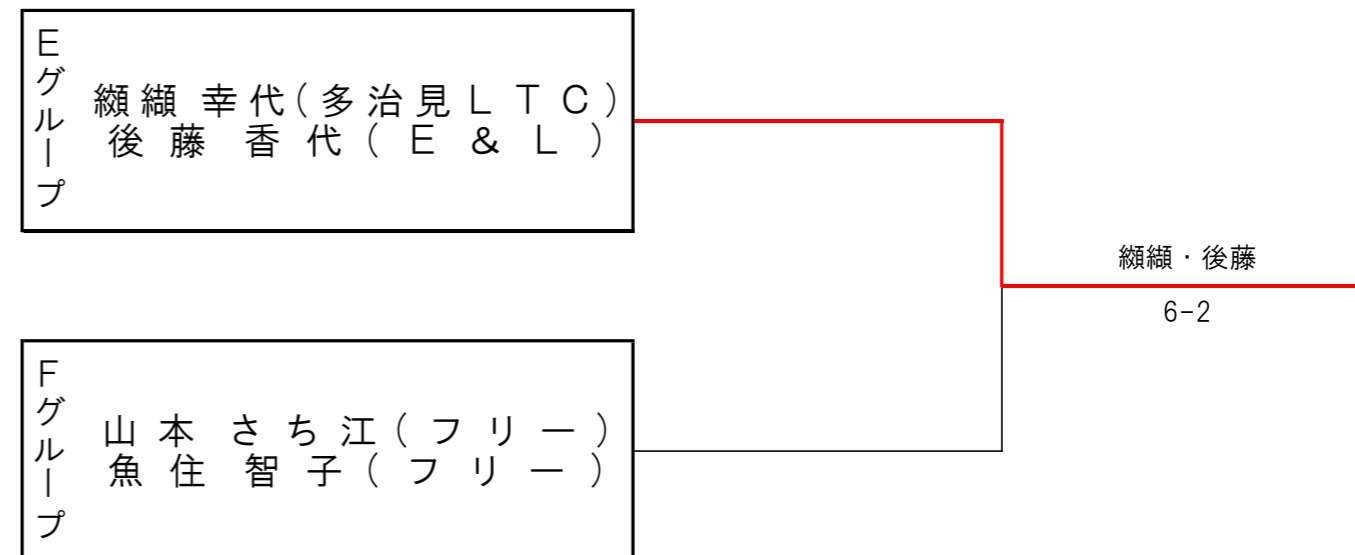 Eグループ
纐纈 幸代(多治見LTC)
後藤 香代(E&L)
纐纈・後藤
6-2
Fグループ
山本 さち江(フリー)
魚住 智子(フリー)